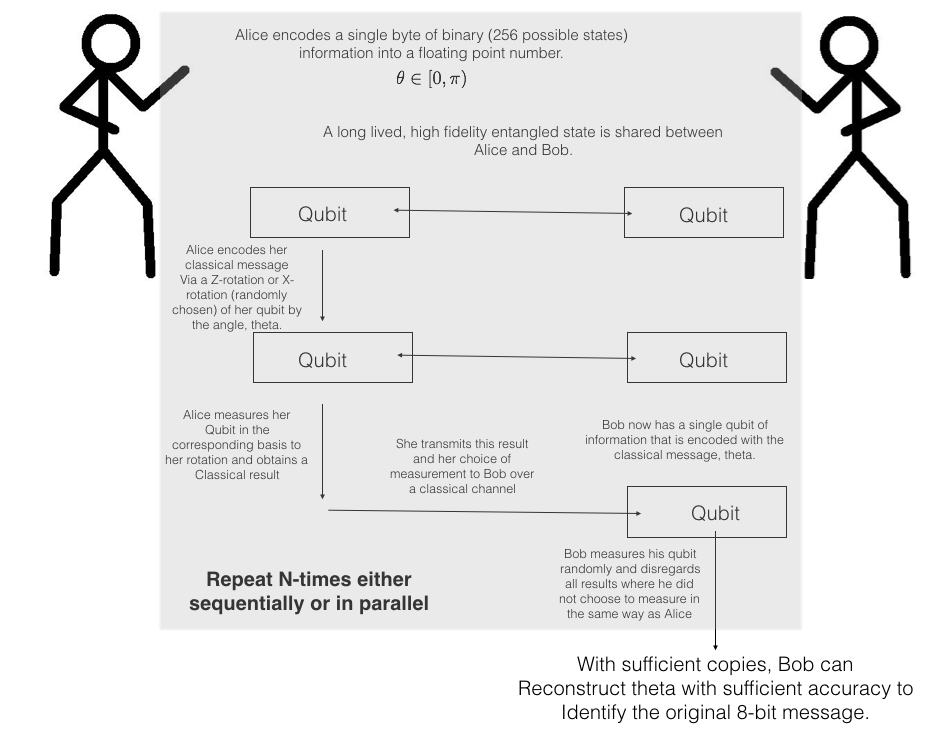 Alice encodes a single byte of binary (256 possible states)
information into a floating point number.
θ ∈ [0, π)
A long lived, high fidelity entangled state is shared between
Alice and Bob.
Qubit
Qubit
Alice encodes her
classical message
Via a Z-rotation or X-
rotation (randomly
chosen) of her qubit by
the angle, theta.
Qubit
Qubit
Alice measures her
Qubit in the
corresponding basis to
her rotation and obtains a
Classical result
She transmits this result
and her choice of
measurement to Bob over
a classical channel
Bob now has a single qubit of
information that is encoded with the
classical message, theta.
Qubit
Bob measures his qubit
randomly and disregards
all results where he did
not choose to measure in
the same way as Alice
Repeat N-times either
sequentially or in parallel
With sufficient copies, Bob can
Reconstruct theta with sufficient accuracy to
Identify the original 8-bit message.